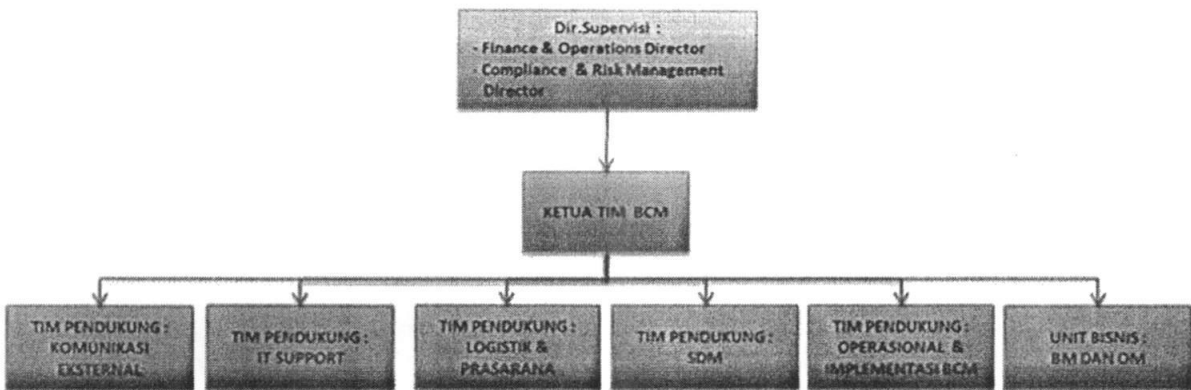 Dir.Supervisi :
- Finance & Operations Director
- Compliance & Risk Management
Director
KETUA TIM BCM
TIM PENDUKUNG :
KOMUNIKASI
EKSTERNAL
TIM PENDUKUNG :
IT SUPPORT
TIM PENDUKUNG :
LOGISTIK &
PRASARANA
TIM PENDUKUNG :
SDM
TIM PENDUKUNG :
OPERASIONAL &
IMPLEMENTASI BCM
UNIT BISNIS :
BM DAN OM